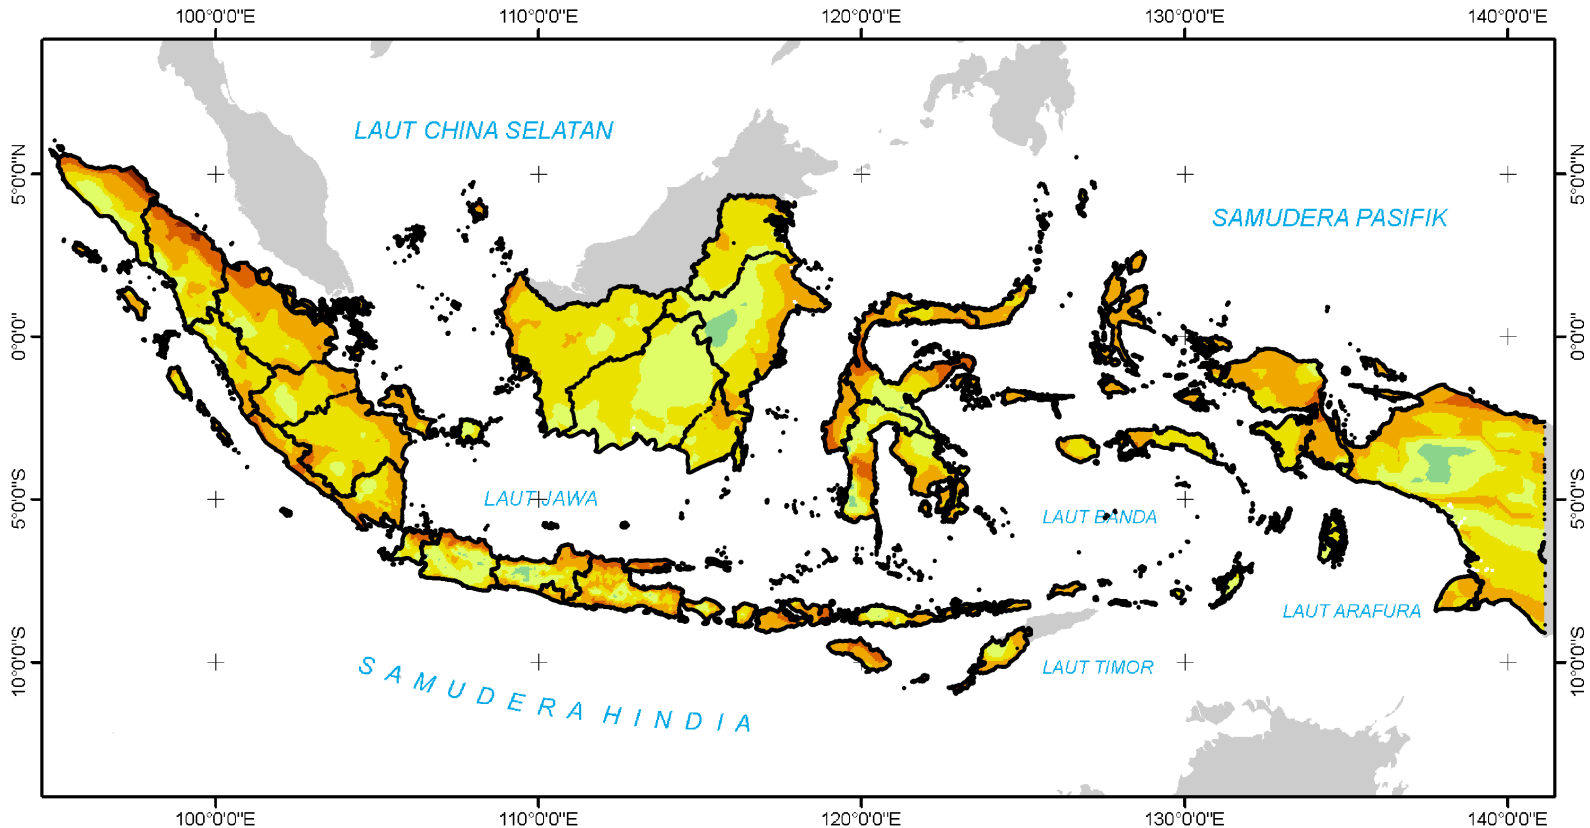 100°0'0"E 110°0'0"E 120°0'0"E 130°0'0"E 140°0'0"E
LAUT CHINA SELATAN
5°0'0"N 5°0'0"N
SAMUDERA PASIFIK
0°0'0" 0°0'0"
LAUT JAWA
5°0'0"S 5°0'0"S
LAUT BANDA
LAUT ARAFURA
10°0'0"S 10°0'0"S
LAUT TIMOR
SAMUDERA HINDIA
100°0'0"E 110°0'0"E 120°0'0"E 130°0'0"E 140°0'0"E